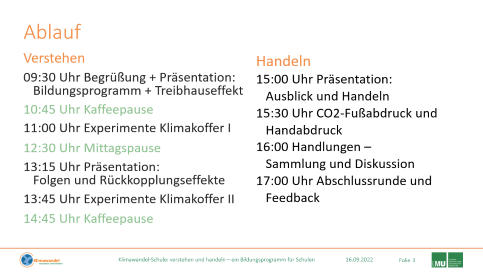 Ablauf
Verstehen
09:30 Uhr Begrüßung + Präsentation:
Bildungsprogramm + Treibhauseffekt
10:45 Uhr Kaffeepause
11:00 Uhr Experimente Klimakoffer I
12:30 Uhr Mittagspause
13:15 Uhr Präsentation:
Folgen und Rückkopplungseffekte
13:45 Uhr Experimente Klimakoffer II
14:45 Uhr Kaffeepause
Handeln
15:00 Uhr Präsentation:
Ausblick und Handeln
15:30 Uhr CO2-Fußabdruck und
Handabdruck
16:00 Handlungen –
Sammlung und Diskussion
17:00 Uhr Abschlussrunde und
Feedback
Klimawandel
Klimawandel-Schule: verstehen und handeln – ein Bildungsprogramm für Schulen
16.09.2022
Folie 3
LMU